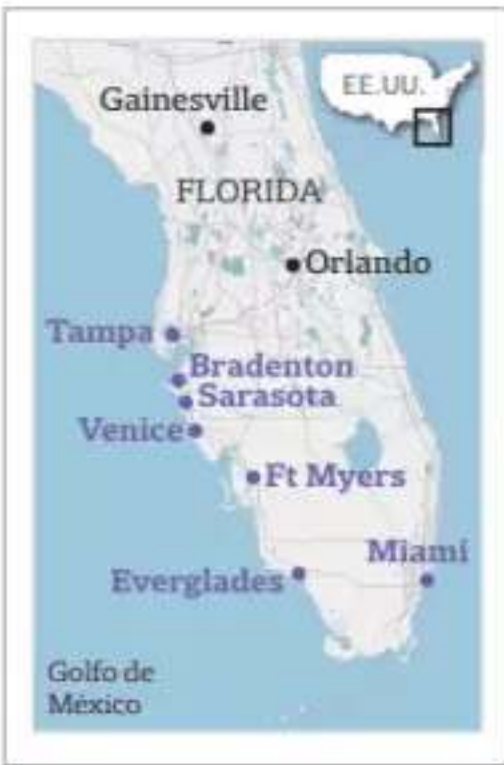 EE.UU.
Gainesville
FLORIDA
Orlando
Tampa
Bradenton
Sarasota
Venice
Ft Myers
Miami
Everglades
Golfo de
México